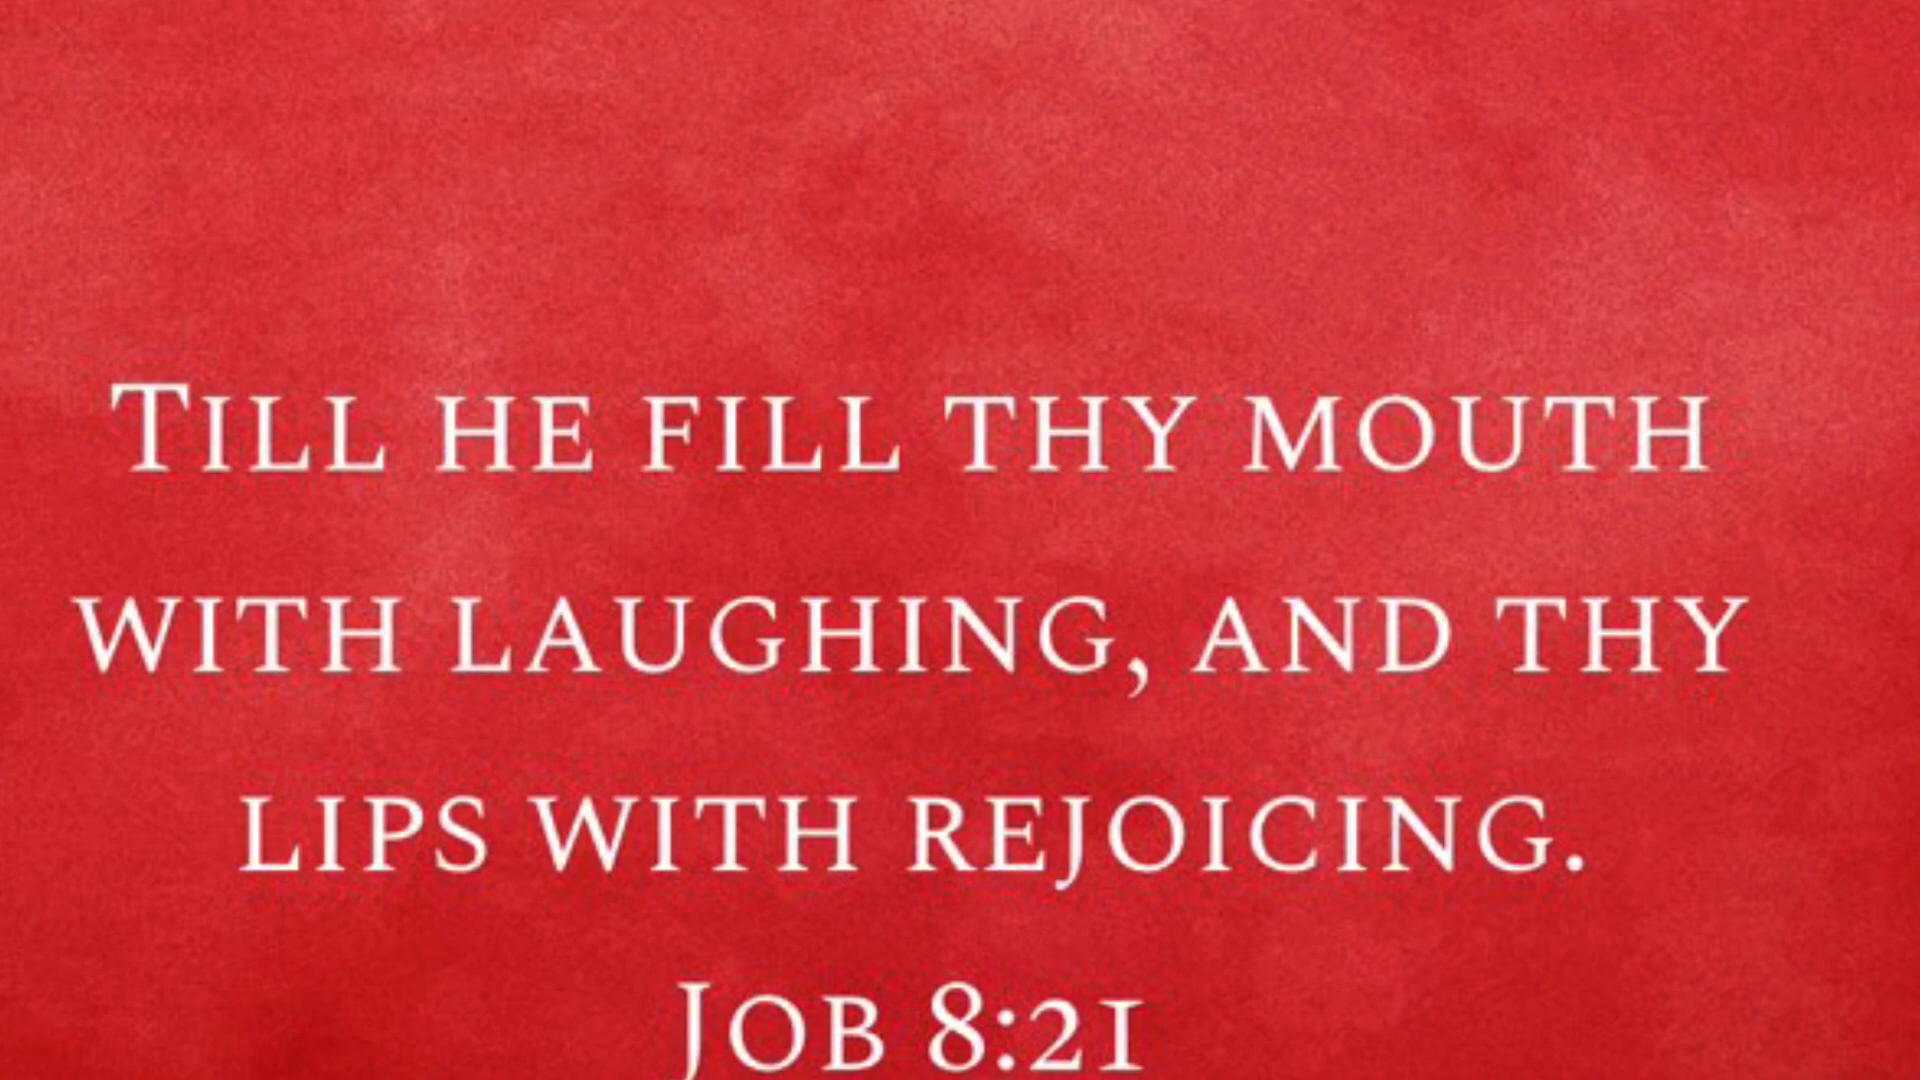 Till he fill thy mouth
with laughing, and thy
lips with rejoicing.
Job 8:21